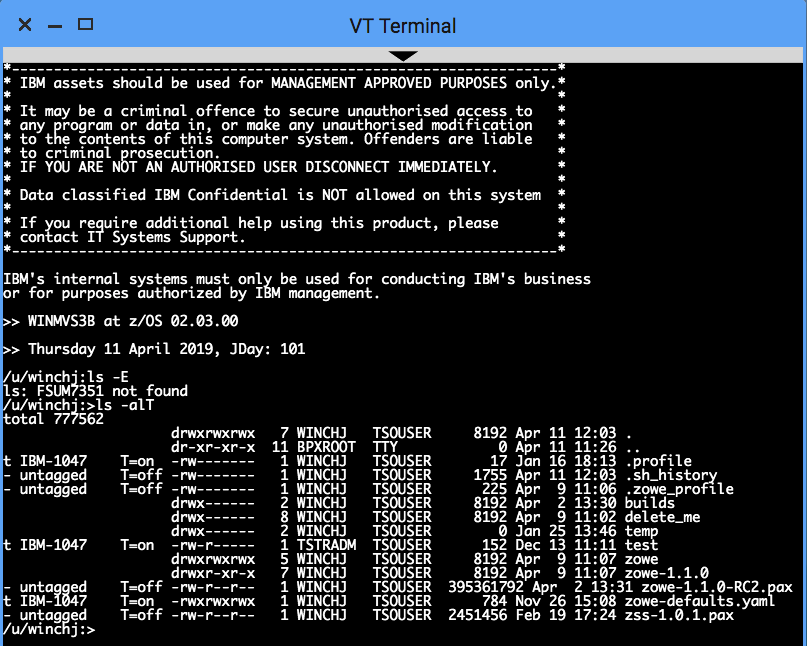 VT Terminal
*----------------------------------------------------------------*
* IBM assets should be used for MANAGEMENT APPROVED PURPOSES only.*
* *
* It may be a criminal offence to secure unauthorised access to *
* any program or data in, or make any unauthorised modification *
* to the contents of this computer system. Offenders are liable *
* to criminal prosecution. *
* IF YOU ARE NOT AN AUTHORISED USER DISCONNECT IMMEDIATELY. *
* *
* Data classified IBM Confidential is NOT allowed on this system *
* *
* If you require additional help using this product, please *
* contact IT Systems Support. *
*----------------------------------------------------------------*
IBM's internal systems must only be used for conducting IBM's business
or for purposes authorized by IBM management.
>> WINMVS3B at z/OS 02.03.00
>> Thursday 11 April 2019, JDay: 101
/u/winchj:ls -E
ls: FSUM7351 not found
/u/winchj:>ls -alT
total 777562
drwxrwxrwx 7 WINCHJ TSOUSER 8192 Apr 11 12:03 .
dr-xr-xr-x 11 BPXROOT TTY 0 Apr 11 11:26 ..
t IBM-1047 T=on -rw------- 1 WINCHJ TSOUSER 17 Jan 16 18:13 .profile
- untagged T=off -rw------- 1 WINCHJ TSOUSER 1755 Apr 11 12:03 .sh_history
- untagged T=off -rw------- 1 WINCHJ TSOUSER 225 Apr 9 11:06 .zowe_profile
drwx------ 2 WINCHJ TSOUSER 8192 Apr 2 13:30 builds
drwx------ 8 WINCHJ TSOUSER 8192 Apr 9 11:02 delete_me
drwx------ 2 WINCHJ TSOUSER 0 Jan 25 13:46 temp
t IBM-1047 T=on -rw-r----- 1 TSTRADM TSOUSER 152 Dec 13 11:11 test
drwxrwxrwx 5 WINCHJ TSOUSER 8192 Apr 9 11:07 zowe
drwxr-xr-x 7 WINCHJ TSOUSER 8192 Apr 9 11:07 zowe-1.1.0
- untagged T=off -rw-r--r-- 1 WINCHJ TSOUSER 395361792 Apr 2 13:31 zowe-1.1.0-RC2.pax
t IBM-1047 T=on -rwxrwxrwx 1 WINCHJ TSOUSER 784 Nov 26 15:08 zowe-defaults.yaml
- untagged T=off -rw-r--r-- 1 WINCHJ TSOUSER 2451456 Feb 19 17:24 zss-1.0.1.pax
/u/winchj:>